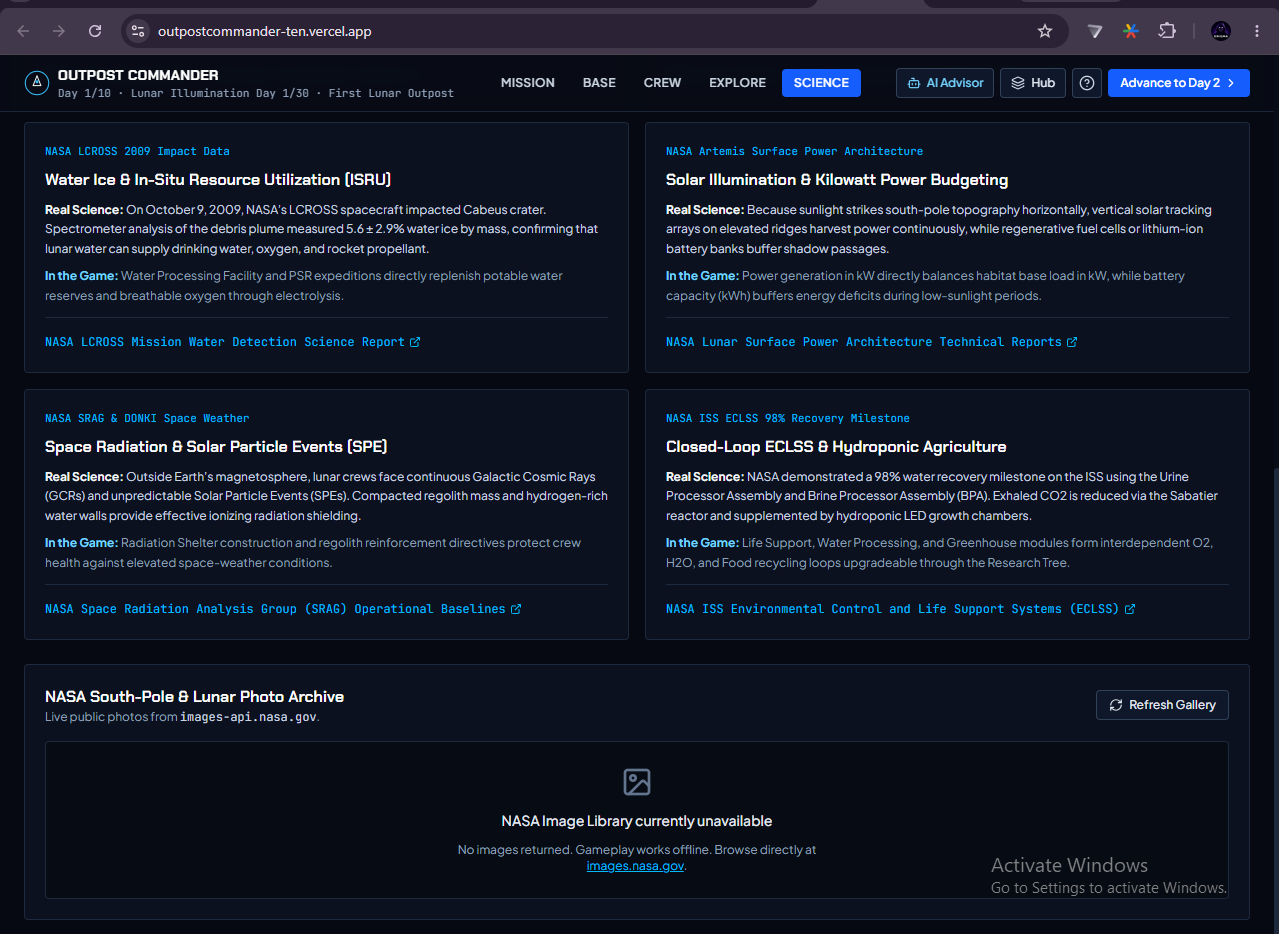 outpostcommander-ten.vercel.app
OUTPOST COMMANDER
Day 1/10 · Lunar Illumination Day 1/30 · First Lunar Outpost
MISSION
BASE
CREW
EXPLORE
SCIENCE
AI Advisor
Hub
Advance to Day 2
NASA LCROSS 2009 Impact Data
Water Ice & In-Situ Resource Utilization (ISRU)
Real Science: On October 9, 2009, NASA's LCROSS spacecraft impacted Cabeus crater.
Spectrometer analysis of the debris plume measured 5.6 ± 2.9% water ice by mass, confirming that
lunar water can supply drinking water, oxygen, and rocket propellant.
In the Game: Water Processing Facility and PSR expeditions directly replenish potable water
reserves and breathable oxygen through electrolysis.
NASA LCROSS Mission Water Detection Science Report
NASA Artemis Surface Power Architecture
Solar Illumination & Kilowatt Power Budgeting
Real Science: Because sunlight strikes south-pole topography horizontally, vertical solar tracking
arrays on elevated ridges harvest power continuously, while regenerative fuel cells or lithium-ion
battery banks buffer shadow passages.
In the Game: Power generation in kW directly balances habitat base load in kW, while battery
capacity (kWh) buffers energy deficits during low-sunlight periods.
NASA Lunar Surface Power Architecture Technical Reports
NASA SRAG & DONKI Space Weather
Space Radiation & Solar Particle Events (SPE)
Real Science: Outside Earth's magnetosphere, lunar crews face continuous Galactic Cosmic Rays
(GCRs) and unpredictable Solar Particle Events (SPEs). Compacted regolith mass and hydrogen-rich
water walls provide effective ionizing radiation shielding.
In the Game: Radiation Shelter construction and regolith reinforcement directives protect crew
health against elevated space-weather conditions.
NASA Space Radiation Analysis Group (SRAG) Operational Baselines
NASA ISS ECLSS 98% Recovery Milestone
Closed-Loop ECLSS & Hydroponic Agriculture
Real Science: NASA demonstrated a 98% water recovery milestone on the ISS using the Urine
Processor Assembly and Brine Processor Assembly (BPA). Exhaled CO2 is reduced via the Sabatier
reactor and supplemented by hydroponic LED growth chambers.
In the Game: Life Support, Water Processing, and Greenhouse modules form interdependent O2,
H2O, and Food recycling loops upgradeable through the Research Tree.
NASA ISS Environmental Control and Life Support Systems (ECLSS)
NASA South-Pole & Lunar Photo Archive
Live public photos from images-api.nasa.gov.
Refresh Gallery
NASA Image Library currently unavailable
No images returned. Gameplay works offline. Browse directly at
images.nasa.gov.
Activate Windows
Go to Settings to activate Windows.